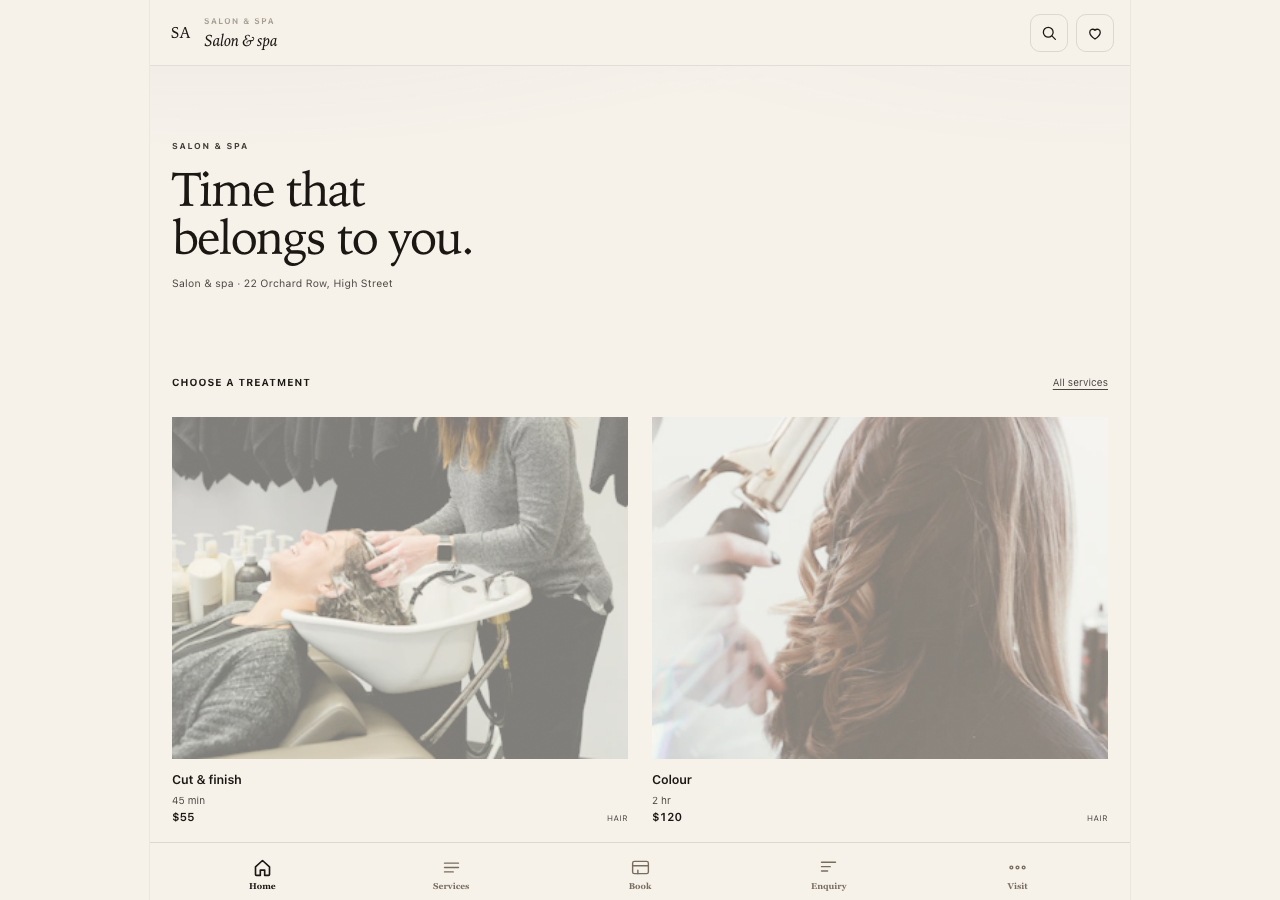 SA
SALON & SPA
Salon & spa
SALON & SPA
Time that
belongs to you.
Salon & spa · 22 Orchard Row, High Street
CHOOSE A TREATMENT
All services
Cut & finish
45 min
$55
HAIR
Colour
2 hr
$120
HAIR
Home
Services
Book
Enquiry
Visit